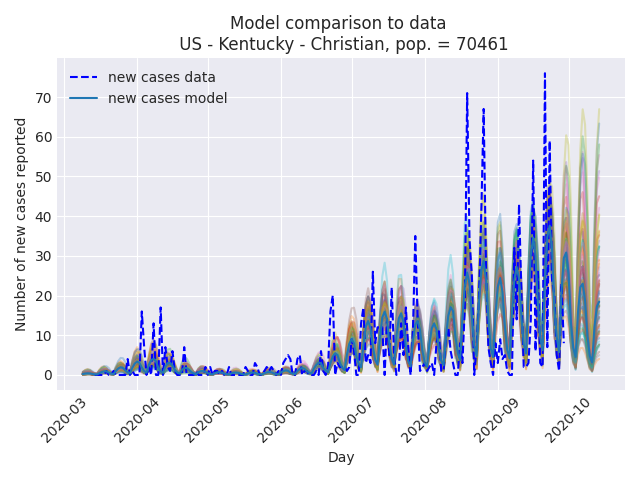 Model comparison to data
US - Kentucky - Christian, pop. = 70461
new cases data
new cases model
Number of new cases reported
70
60
50
40
30
20
10
0
2020-03
2020-04
2020-05
2020-06
2020-07
2020-08
2020-09
2020-10
Day